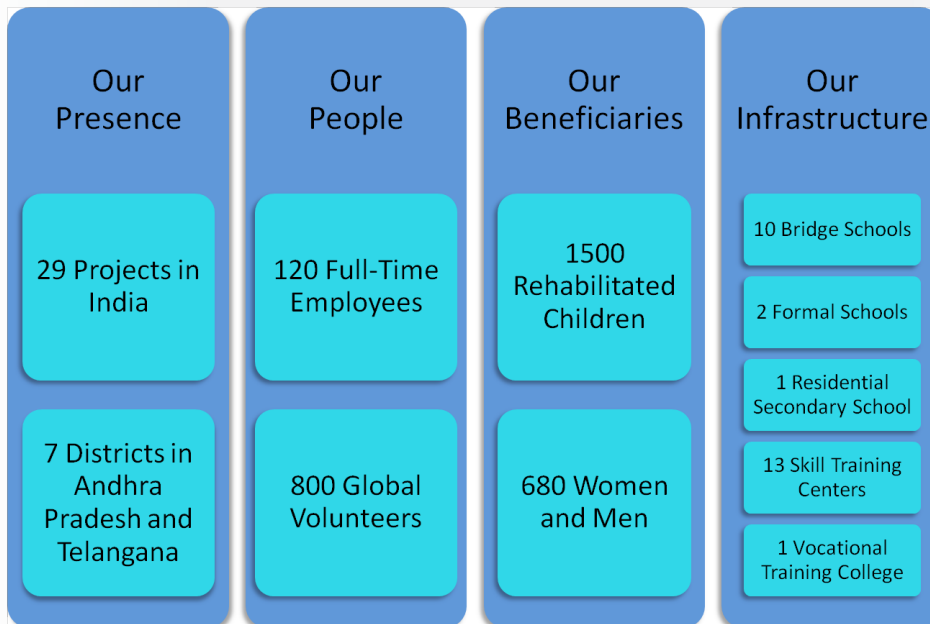 Our
Presence
29 Projects in
India
7 Districts in
Andhra
Pradesh and
Telangana
Our
People
120 Full-Time
Employees
800 Global
Volunteers
Our
Beneficiaries
1500
Rehabilitated
Children
680 Women
and Men
Our
Infrastructure
10 Bridge Schools
2 Formal Schools
1 Residential
Secondary School
13 Skill Training
Centers
1 Vocational
Training College